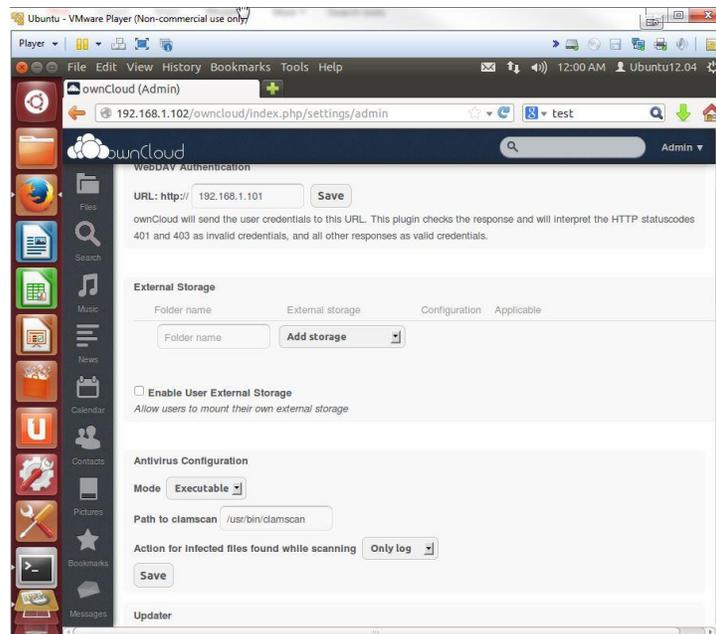 Ubuntu - VMware Player (Non-commercial use only)
Player
File Edit View History Bookmarks Tools Help
12:00 AM Ubuntu12.04
ownCloud (Admin)
192.168.1.102/owncloud/index.php/settings/admin
test
ownCloud
Admin
WebDAV Authentication
URL: http:// 192.168.1.101 Save
ownCloud will send the user credentials to this URL. This plugin checks the response and will interpret the HTTP statuscodes
401 and 403 as invalid credentials, and all other responses as valid credentials.
External Storage
Folder name External storage Configuration Applicable
Folder name Add storage
Enable User External Storage
Allow users to mount their own external storage
Antivirus Configuration
Mode Executable
Path to clamscan /usr/bin/clamscan
Action for infected files found while scanning Only log
Save
Updater
Files
Search
Music
News
Calendar
Contacts
Pictures
Bookmarks
Messages